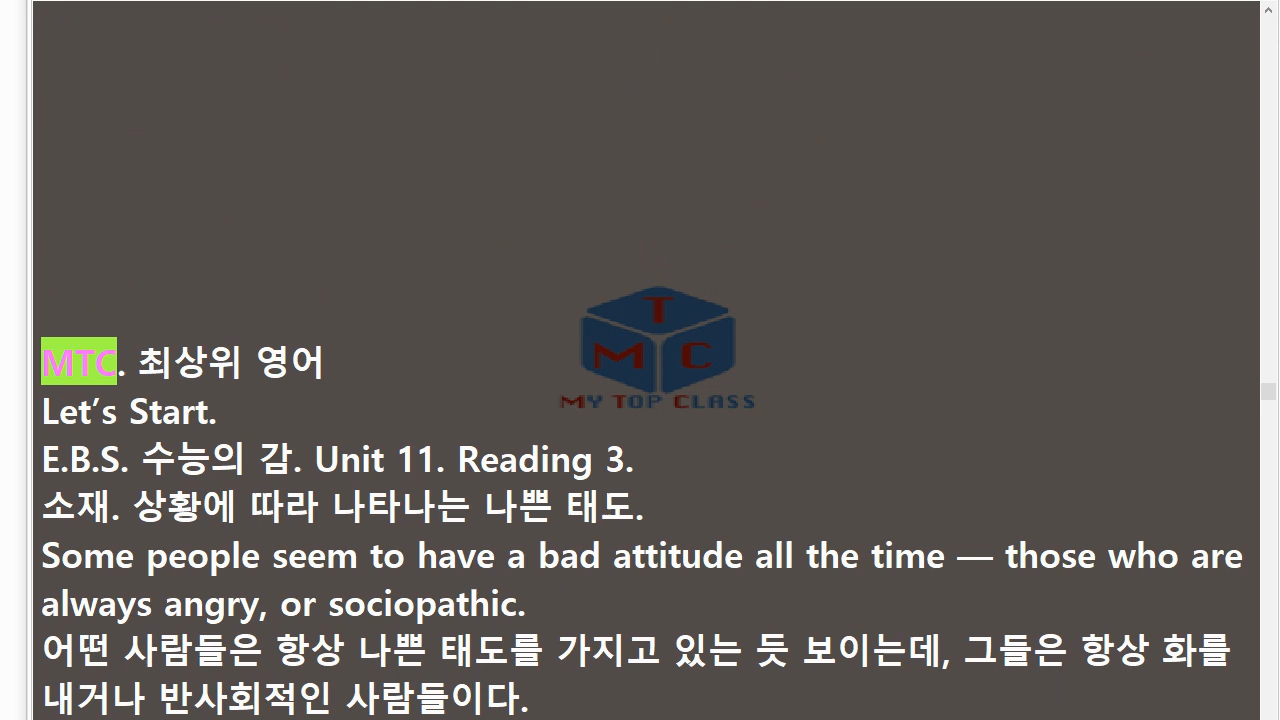 T
M C
MY TOP CLASS
MTC. 최상위 영어
Let’s Start.
E.B.S. 수능의 감. Unit 11. Reading 3.
소재. 상황에 따라 나타나는 나쁜 태도.
Some people seem to have a bad attitude all the time — those who are
always angry, or sociopathic.
어떤 사람들은 항상 나쁜 태도를 가지고 있는 듯 보이는데, 그들은 항상 화를
내거나 반사회적인 사람들이다.